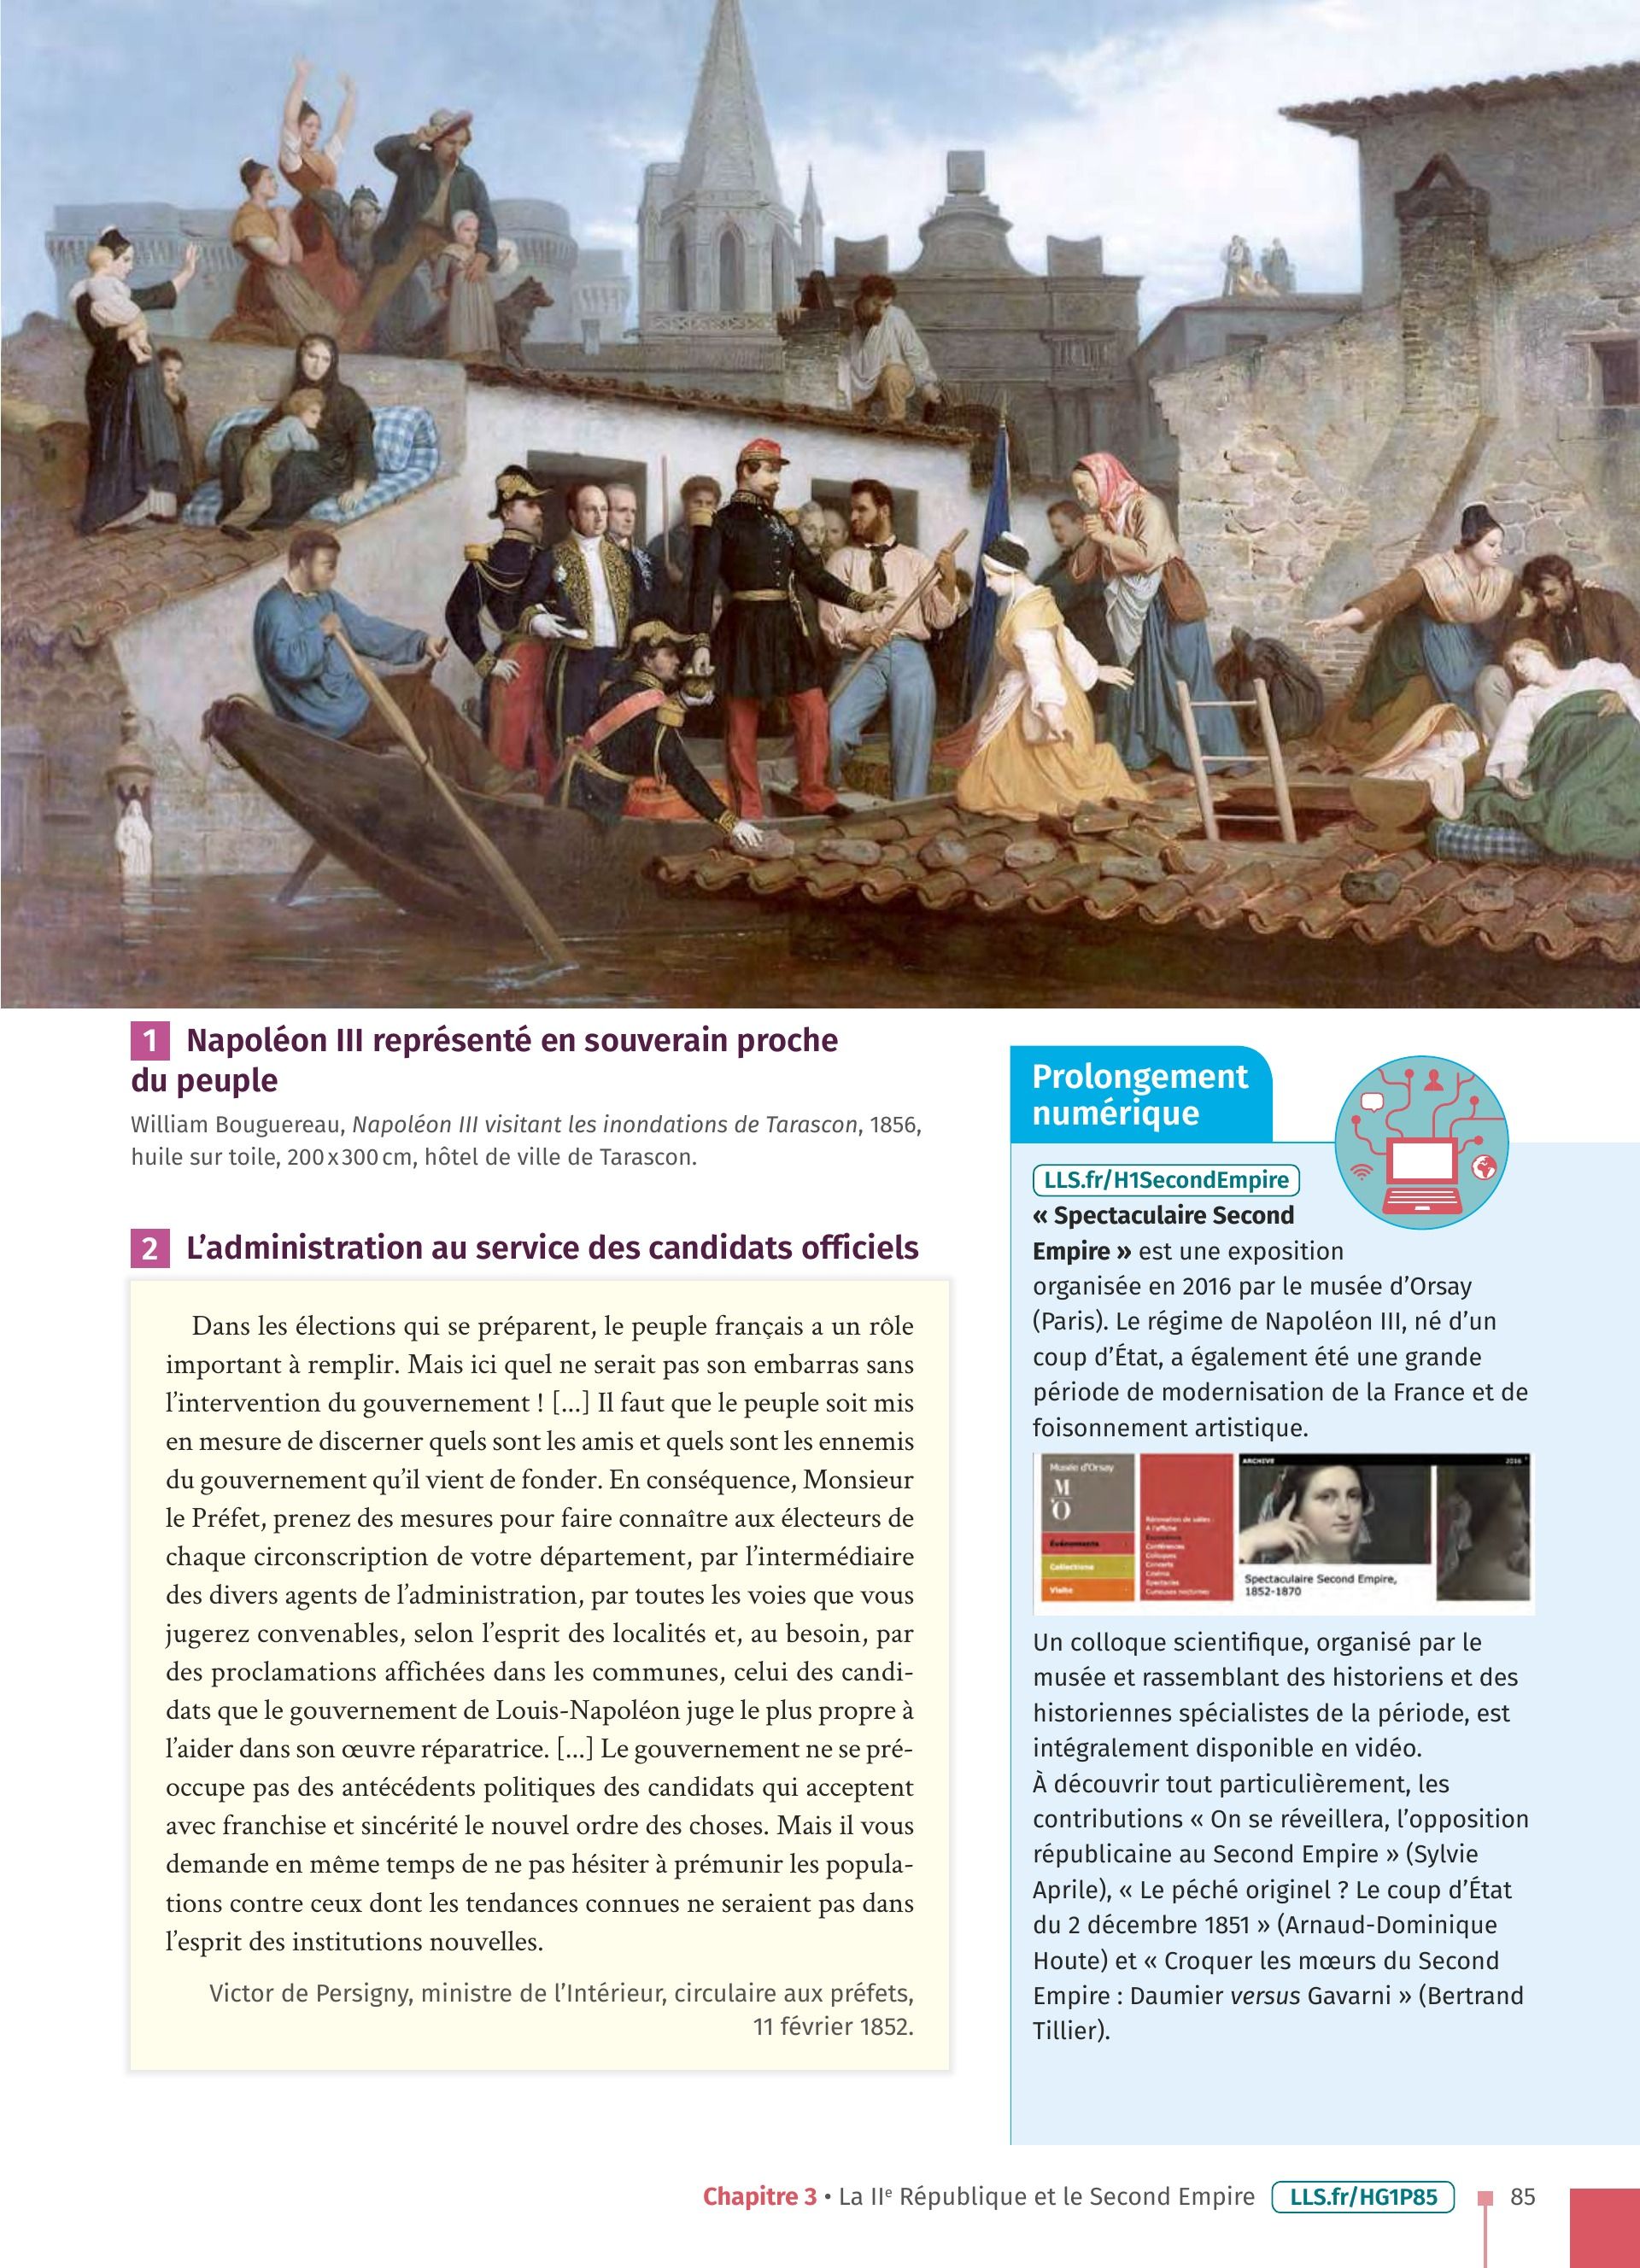 1 Napoléon III représenté en souverain proche
du peuple
William Bouguereau, Napoléon III visitant les inondations de Tarascon, 1856,
huile sur toile, 200 x 300 cm, hôtel de ville de Tarascon.
2 L’administration au service des candidats officiels
Dans les élections qui se préparent, le peuple français a un rôle
important à remplir. Mais ici quel ne serait pas son embarras sans
l’intervention du gouvernement ! [...] Il faut que le peuple soit mis
en mesure de discerner quels sont les amis et quels sont les ennemis
du gouvernement qu’il vient de fonder. En conséquence, Monsieur
le Préfet, prenez des mesures pour faire connaître aux électeurs de
chaque circonscription de votre département, par l’intermédiaire
des divers agents de l’administration, par toutes les voies que vous
jugerez convenables, selon l’esprit des localités et, au besoin, par
des proclamations affichées dans les communes, celui des candi-
dats que le gouvernement de Louis-Napoléon juge le plus propre à
l’aider dans son œuvre réparatrice. [...] Le gouvernement ne se pré-
occupe pas des antécédents politiques des candidats qui acceptent
avec franchise et sincérité le nouvel ordre des choses. Mais il vous
demande en même temps de ne pas hésiter à prémunir les popula-
tions contre ceux dont les tendances connues ne seraient pas dans
l’esprit des institutions nouvelles.
Victor de Persigny, ministre de l’Intérieur, circulaire aux préfets,
11 février 1852.
Prolongement
numérique
LLS.fr/H1SecondEmpire
« Spectaculaire Second
Empire » est une exposition
organisée en 2016 par le musée d’Orsay
(Paris). Le régime de Napoléon III, né d’un
coup d’État, a également été une grande
période de modernisation de la France et de
foisonnement artistique.
Musée d'Orsay
M
'O
Événements
Collections
Visite
Rénovation de salles
A l'affiche
Expositions
Conférences
Colloques
Concerts
Cinéma
Spectacles
Curieuses nocturnes
ARCHIVE
2016
Spectaculaire Second Empire,
1852-1870
Un colloque scientifique, organisé par le
musée et rassemblant des historiens et des
historiennes spécialistes de la période, est
intégralement disponible en vidéo.
À découvrir tout particulièrement, les
contributions « On se réveillera, l’opposition
républicaine au Second Empire » (Sylvie
Aprile), « Le péché originel ? Le coup d’État
du 2 décembre 1851 » (Arnaud-Dominique
Houte) et « Croquer les mœurs du Second
Empire : Daumier versus Gavarni » (Bertrand
Tillier).
Chapitre 3 • La IIe République et le Second Empire LLS.fr/HG1P85 85